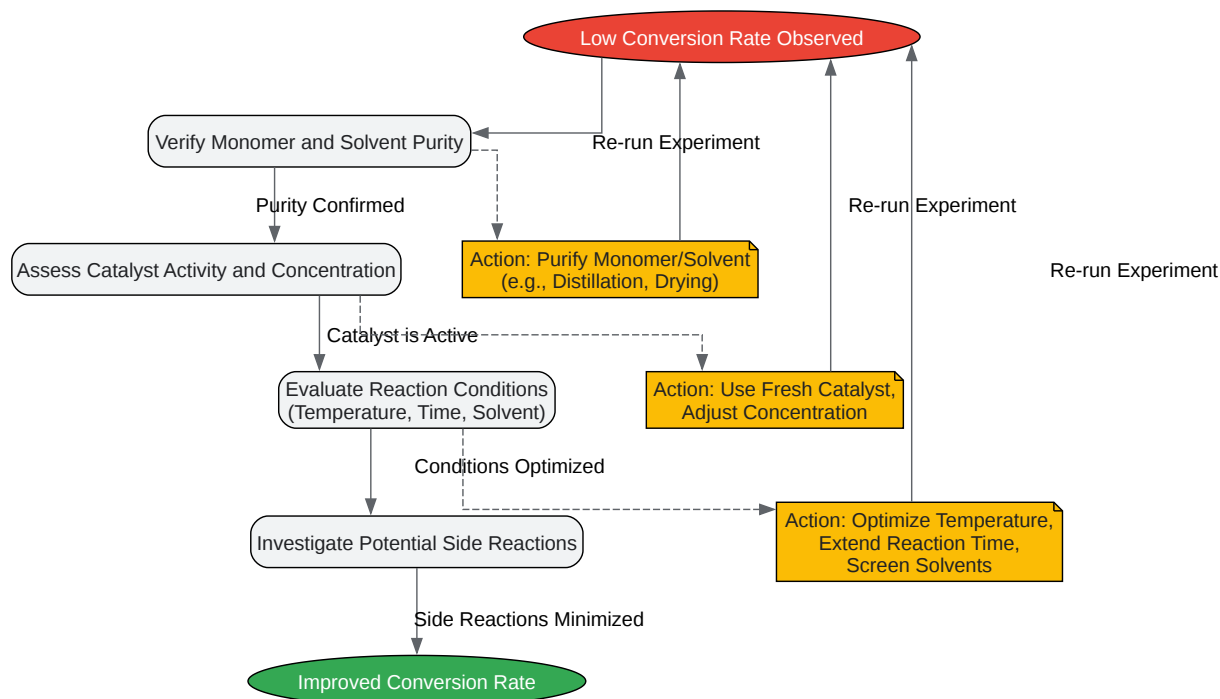 Low Conversion Rate Observed
Verify Monomer and Solvent Purity
Re-run Experiment
Purity Confirmed
Re-run Experiment
Assess Catalyst Activity and Concentration
Action: Purify Monomer/Solvent
(e.g., Distillation, Drying)
Re-run Experiment
Catalyst is Active
Evaluate Reaction Conditions
(Temperature, Time, Solvent)
Action: Use Fresh Catalyst,
Adjust Concentration
Conditions Optimized
Investigate Potential Side Reactions
Action: Optimize Temperature,
Extend Reaction Time,
Screen Solvents
Side Reactions Minimized
Improved Conversion Rate